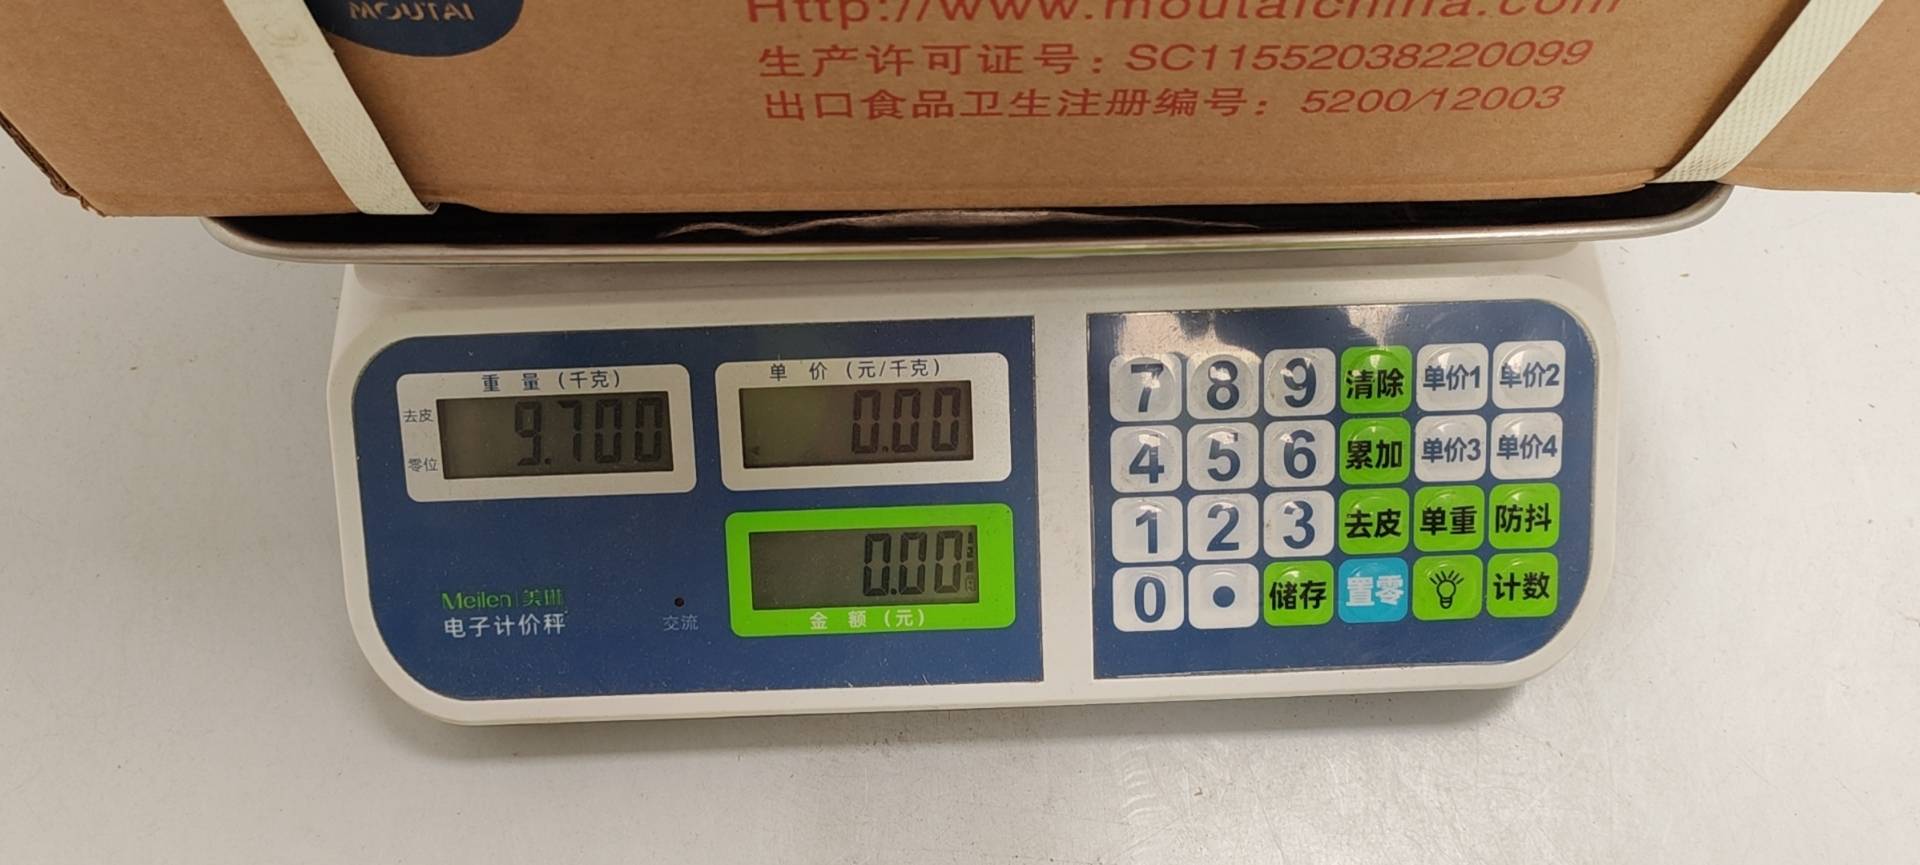 MOUTAI
Http://www.moutaichina.com
生产许可证号：SC11552038220099
出口食品卫生注册编号：5200/12003
重 量 (千克)
去皮
零位
9.700
单 价 (元/千克)
0.00
0.00
金 额 (元)
Meilen 美琳
电子计价秤
交流
7 8 9 清除 单价1 单价2
4 5 6 累加 单价3 单价4
1 2 3 去皮 单重 防抖
0 . 储存 置零 计数